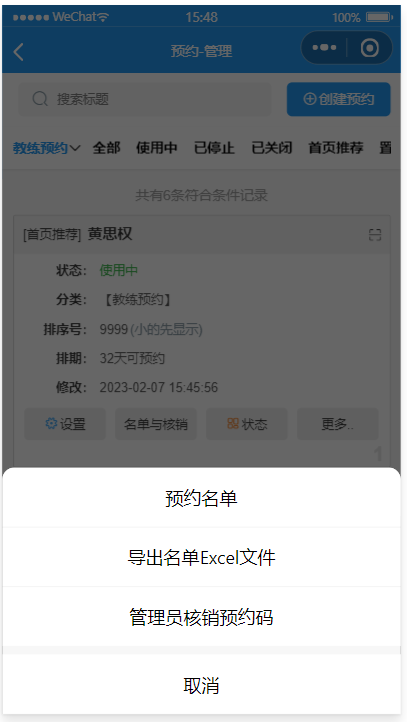 WeChat 15:48 100%
预约-管理
搜索标题 创建预约
教练预约 全部 使用中 已停止 已关闭 首页推荐 置
共有6条符合条件记录
[首页推荐] 黄思权
状态: 使用中
分类: 【教练预约】
排序号: 9999 (小的先显示)
排期: 32天可预约
修改: 2023-02-07 15:45:56
设置 名单与核销 状态 更多..
1
预约名单
导出名单Excel文件
管理员核销预约码
取消